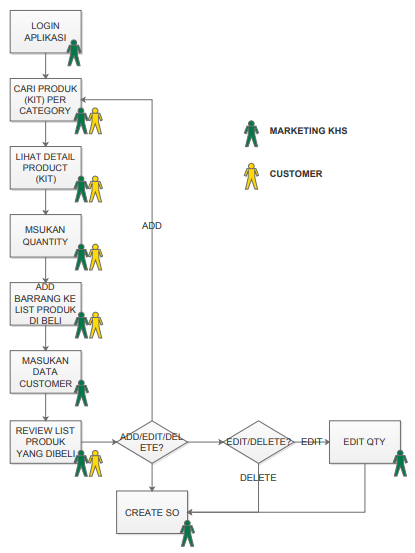 LOGIN
APLIKASI
CARI PRODUK
(KIT) PER
CATEGORY
MARKETING KHS
LIHAT DETAIL
PRODUCT
(KIT)
CUSTOMER
MSUKAN
QUANTITY
ADD
ADD
BARRANG KE
LIST PRODUK
DI BELI
MASUKAN
DATA
CUSTOMER
REVIEW LIST
PRODUK
YANG DIBELI
ADD/EDIT/DEL
ETE?
EDIT/DELETE?
EDIT
EDIT QTY
DELETE
CREATE SO